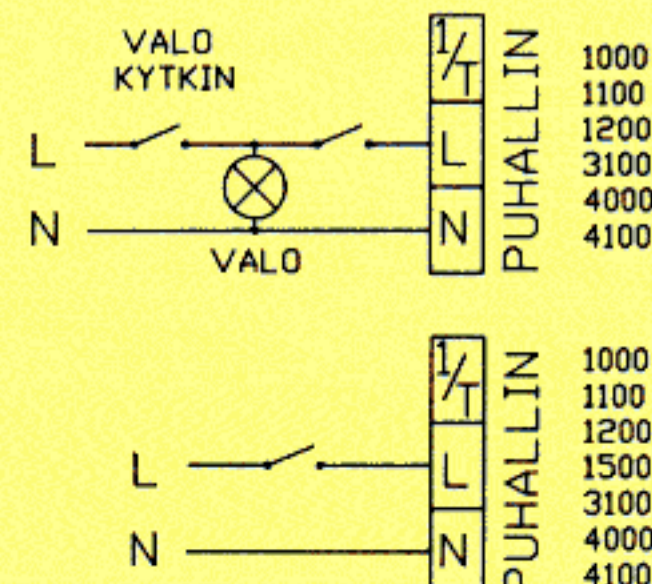 VALO
KYTKIN
L
N
VALO
1/T
L
N
PUHALLIN
1000
1100
1200
3100
4000
4100
L
N
1/T
L
N
PUHALLIN
1000
1100
1200
1500
3100
4000
4100